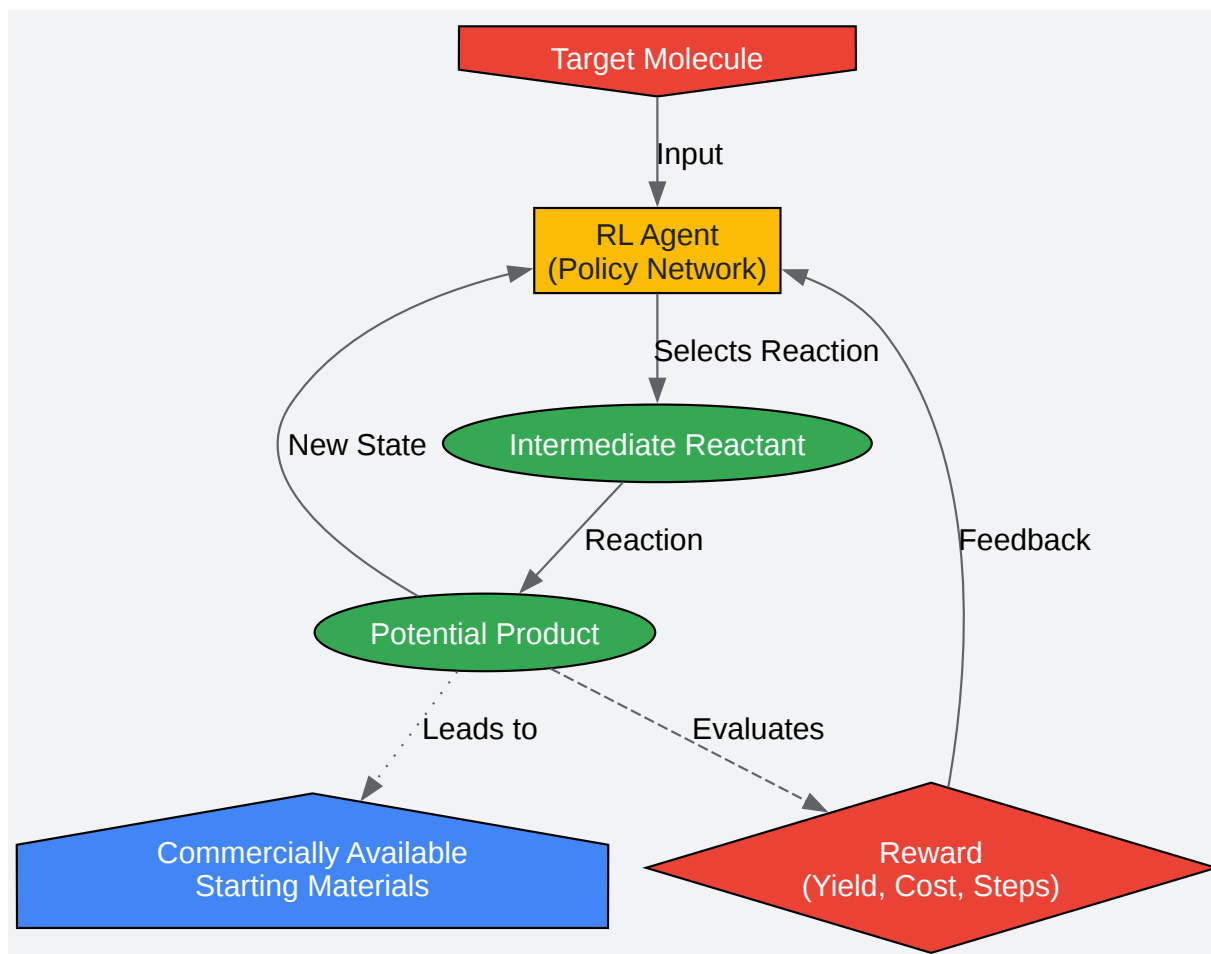 Target Molecule
Input
RL Agent
(Policy Network)
Selects Reaction
New State
Intermediate Reactant
Reaction
Feedback
Potential Product
Leads to
Evaluates
Commercially Available
Starting Materials
Reward
(Yield, Cost, Steps)